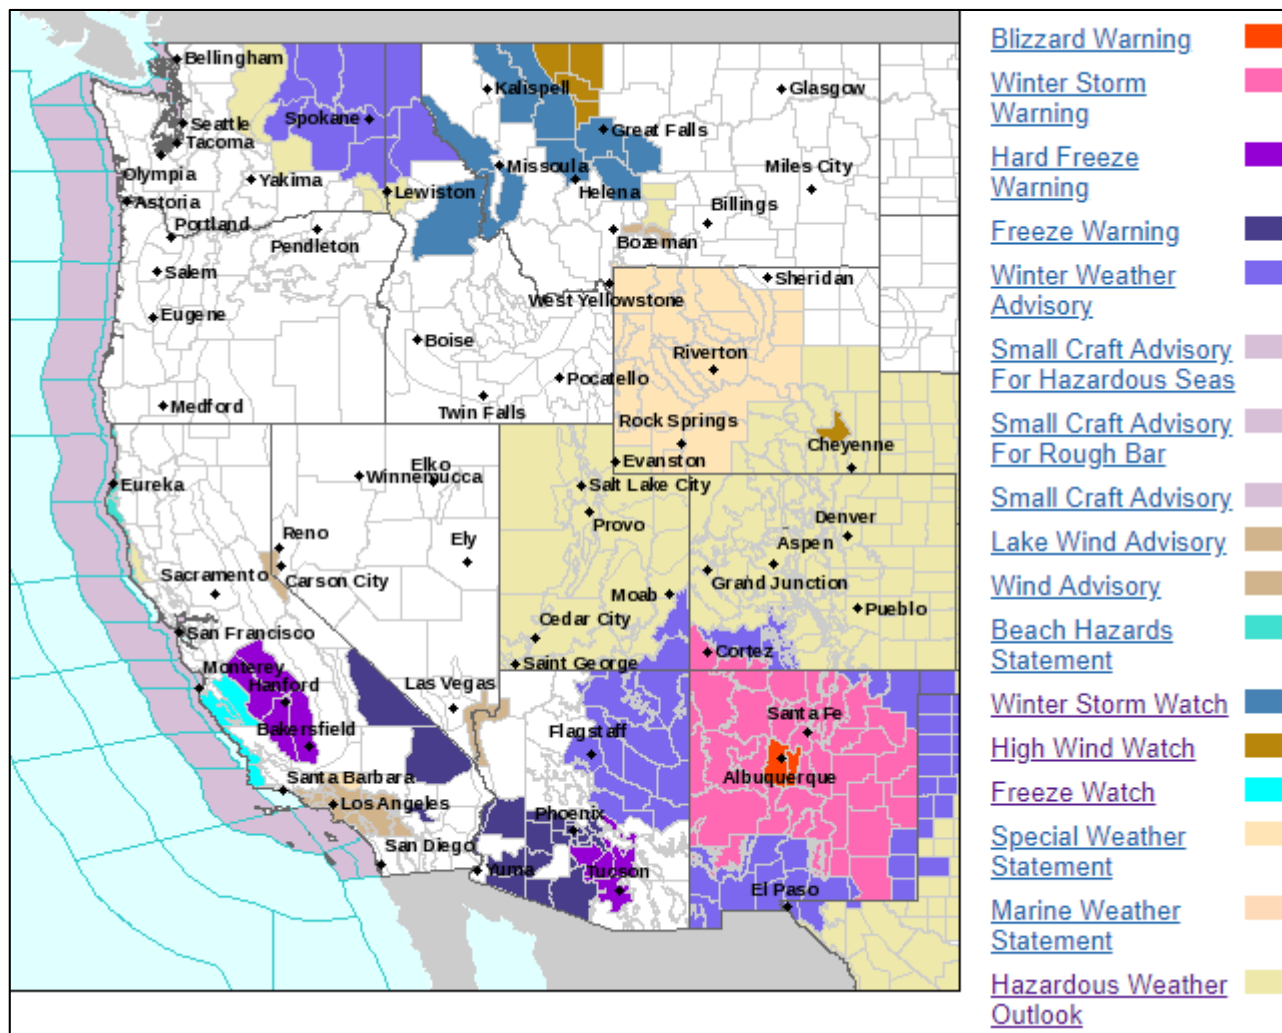 Bellingham
Seattle
Tacoma
Olympia
Astoria
Portland
Salem
Eugene
Medford
Yakima
Pendleton
Spokane
Lewiston
Kalispell
Missoula
Great Falls
Helena
Glasgow
Miles City
Billings
Bozeman
West Yellowstone
Sheridan
Boise
Pocatello
Twin Falls
Riverton
Rock Springs
Evanston
Cheyenne
Eureka
Winnemucca
Elko
Reno
Carson City
Ely
Sacramento
San Francisco
Monterey
Hanford
Bakersfield
Las Vegas
Santa Barbara
Los Angeles
San Diego
Salt Lake City
Provo
Moab
Cedar City
Saint George
Denver
Aspen
Grand Junction
Pueblo
Cortez
Flagstaff
Phoenix
Yuma
Tucson
Santa Fe
Albuquerque
El Paso
Blizzard Warning
Winter Storm
Warning
Hard Freeze
Warning
Freeze Warning
Winter Weather
Advisory
Small Craft Advisory
For Hazardous Seas
Small Craft Advisory
For Rough Bar
Small Craft Advisory
Lake Wind Advisory
Wind Advisory
Beach Hazards
Statement
Winter Storm Watch
High Wind Watch
Freeze Watch
Special Weather
Statement
Marine Weather
Statement
Hazardous Weather
Outlook